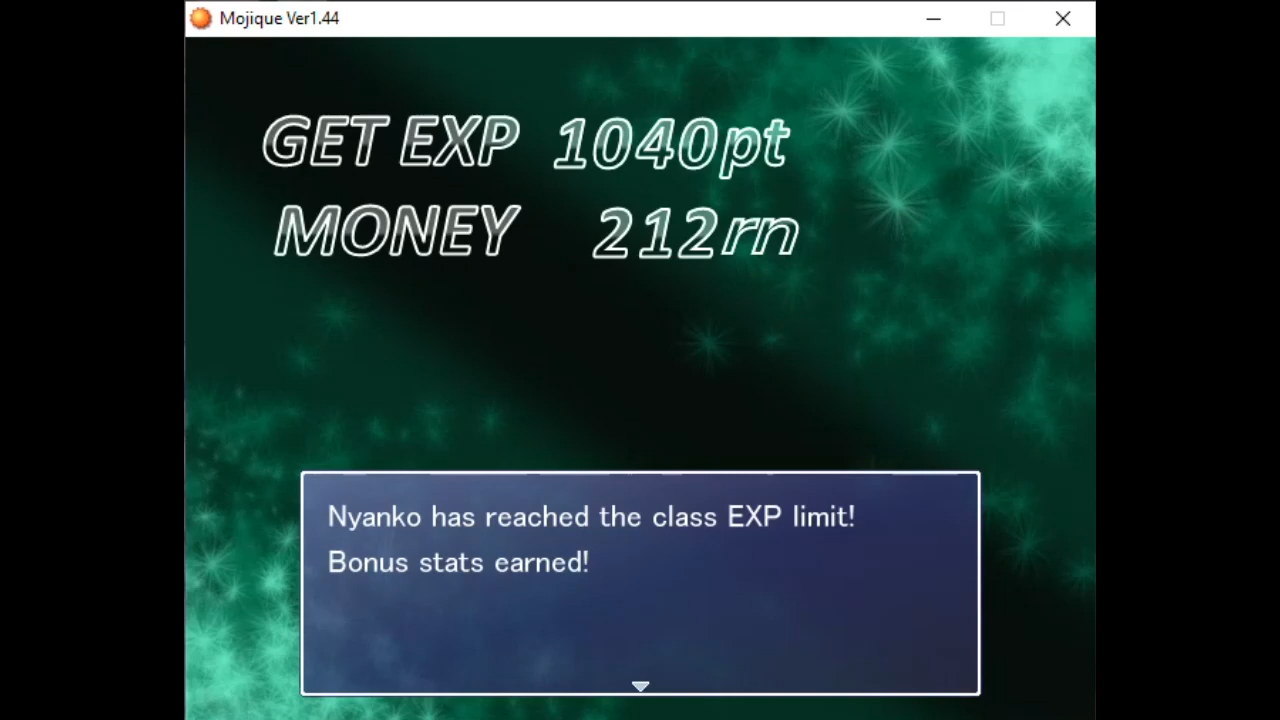 Mojique Ver1.44
GET EXP 1040pt
MONEY 212rn
Nyanko has reached the class EXP limit!
Bonus stats earned!